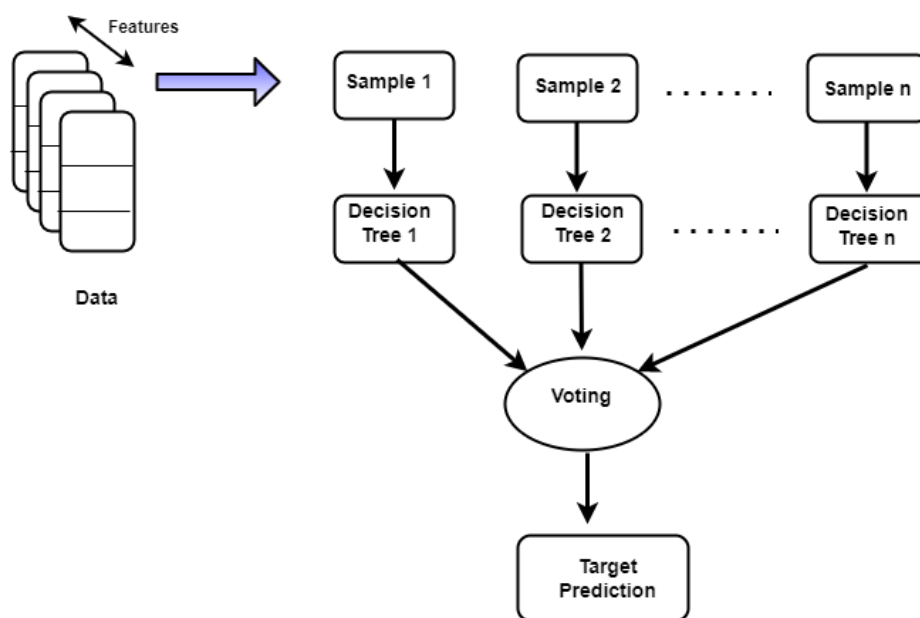 Features
Sample 1
Sample 2
Sample n
Decision
Tree 1
Decision
Tree 2
Decision
Tree n
Data
Voting
Target
Prediction